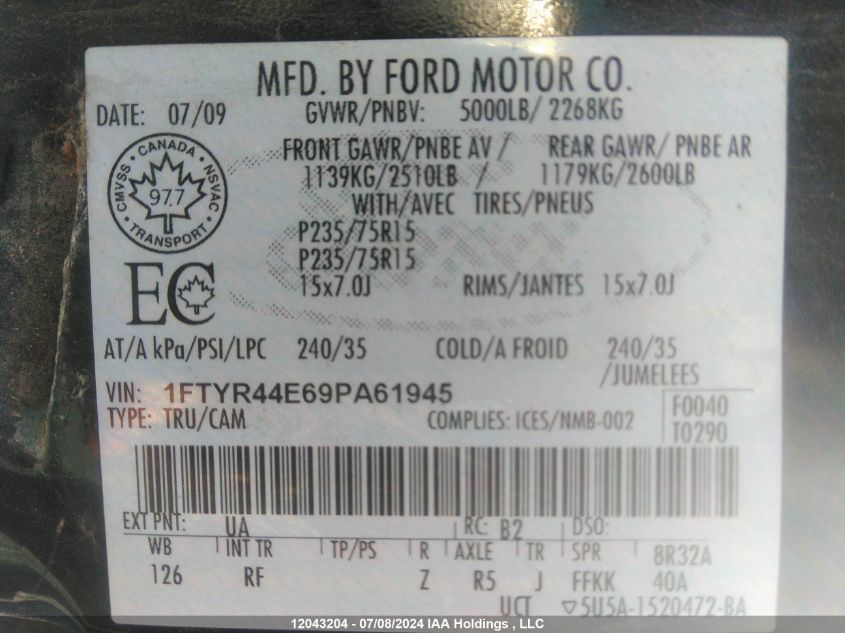 MFD. BY FORD MOTOR CO.
DATE: 07/09 GVWR/PNBV: 5000LB/ 2268KG
FRONT GAWR/PNBE AV / REAR GAWR/ PNBE AR
1139KG/2510LB / 1179KG/2600LB
WITH/AVEC TIRES/PNEUS
CANADA
CMVSS NSVAC
97.7
TRANSPORT
P235/75R15
P235/75R15
15x7.0J RIMS/JANTES 15x7.0J
EC
AT/A kPa/PSI/LPC 240/35 COLD/A FROID 240/35
/JUMELEES
VIN: 1FTYR44E69PA61945
TYPE: TRU/CAM COMPLIES: ICES/NMB-002
F0040
T0290
EXT PNT: UA RC: B2 DSO:
WB INT TR TP/PS R AXLE TR SPR 8R32A
126 RF Z R5 J FFKK 40A
UCT ▽5U5A-1520472-BA
12043204 - 07/08/2024 IAA Holdings , LLC